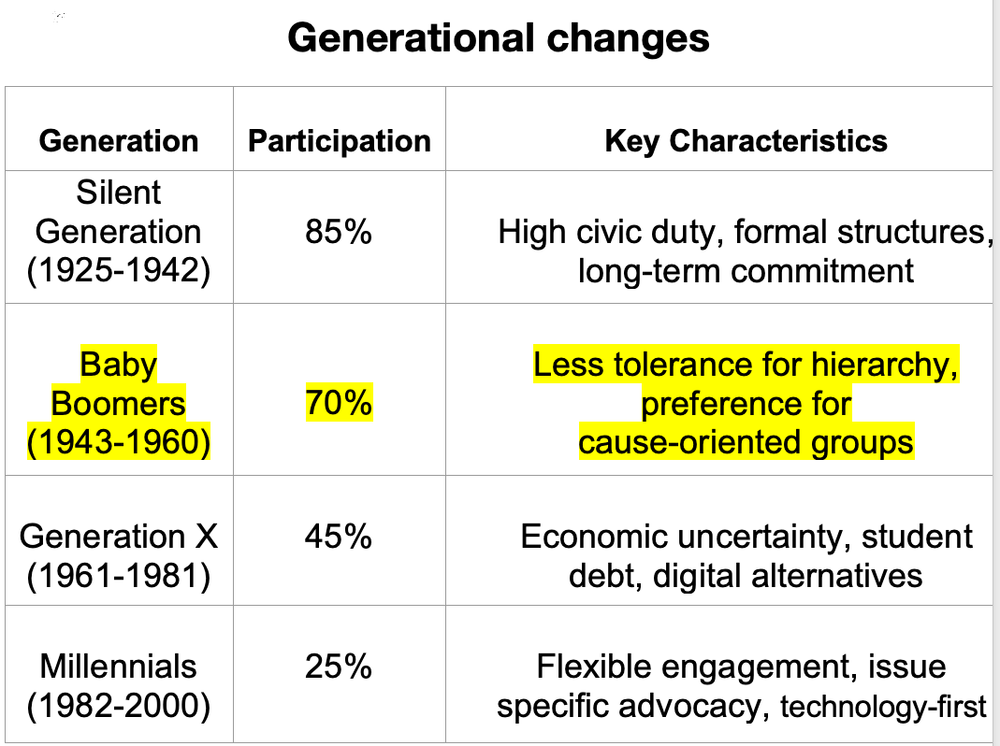 Generational changes
Generation Participation Key Characteristics
Silent
Generation
(1925-1942)
85%
High civic duty, formal structures,
long-term commitment
Baby
Boomers
(1943-1960)
70%
Less tolerance for hierarchy,
preference for
cause-oriented groups
Generation X
(1961-1981)
45%
Economic uncertainty, student
debt, digital alternatives
Millennials
(1982-2000)
25%
Flexible engagement, issue
specific advocacy, technology-first